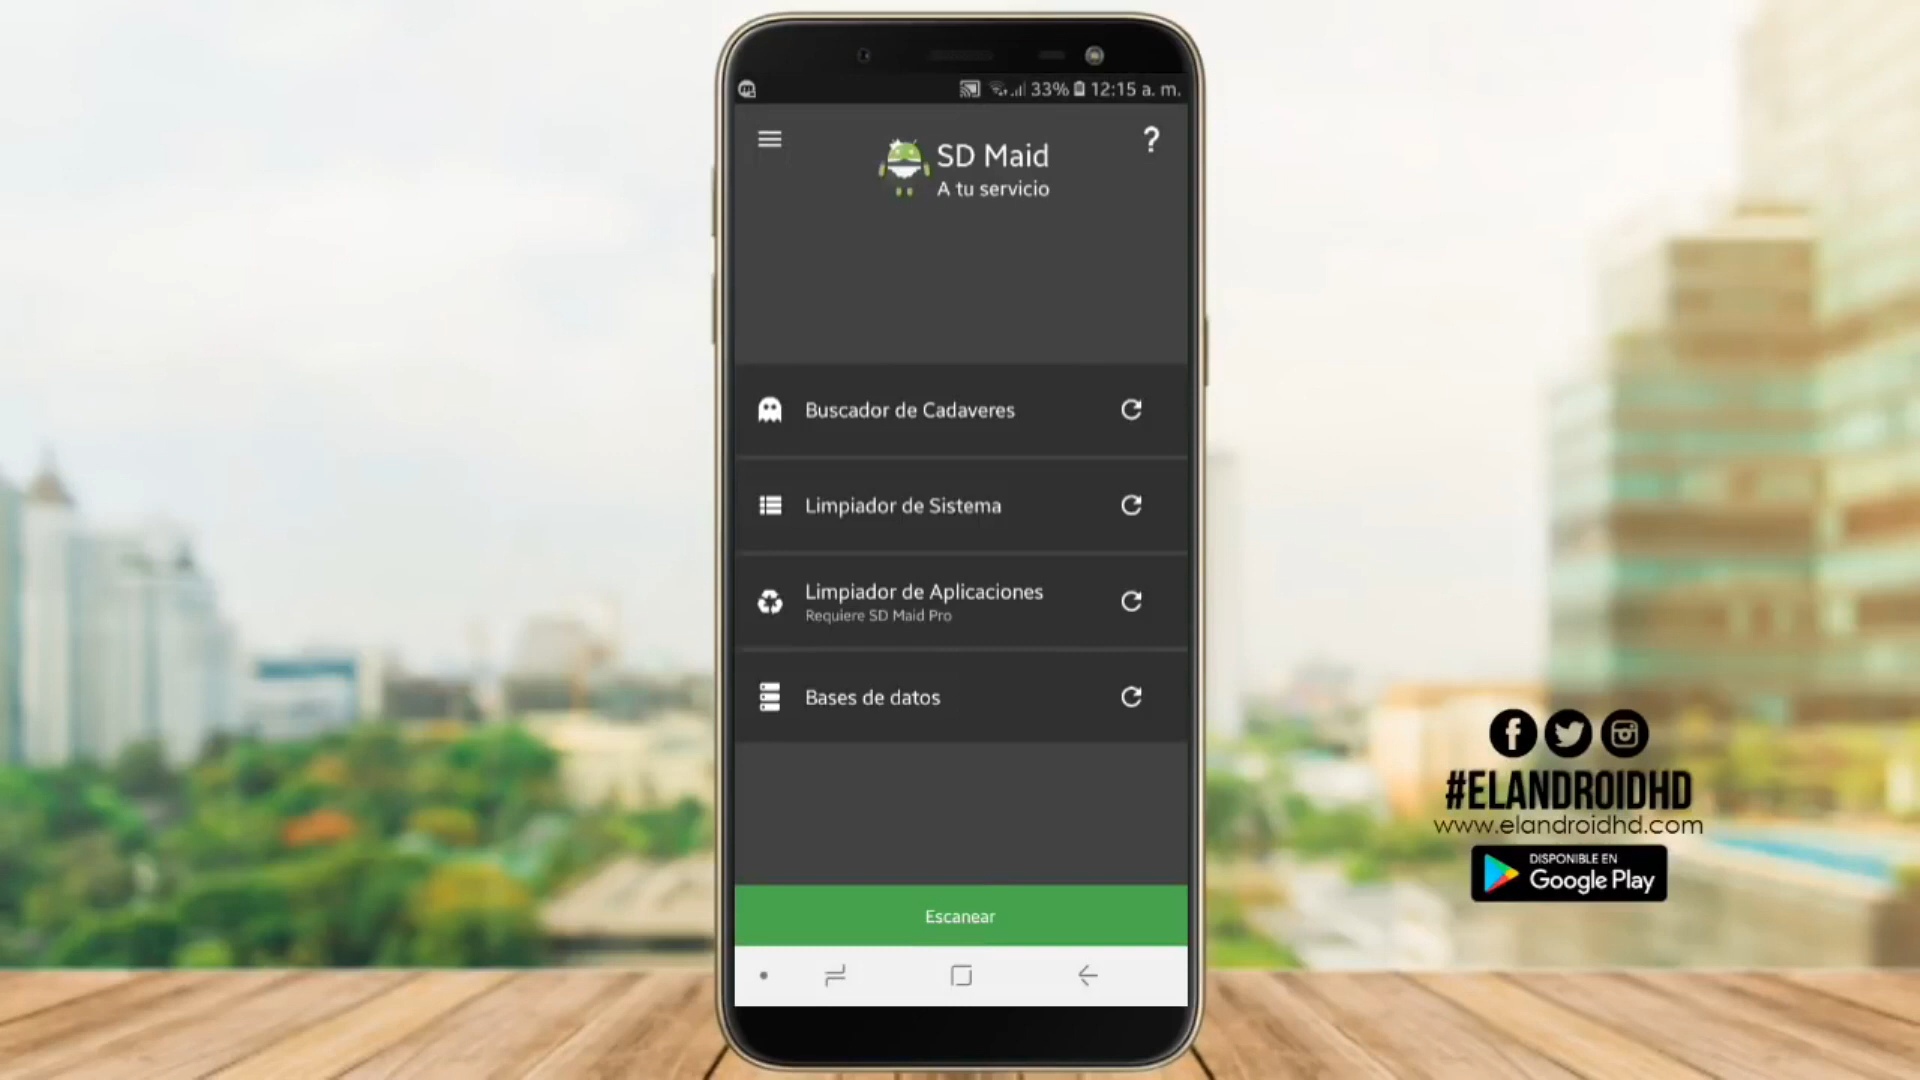 33% 12:15 a. m.
SD Maid
A tu servicio
?
Buscador de Cadaveres
Limpiador de Sistema
Limpiador de Aplicaciones
Requiere SD Maid Pro
Bases de datos
Escanear
#ELANDROIDHD
www.elandroidhd.com
DISPONIBLE EN
Google Play